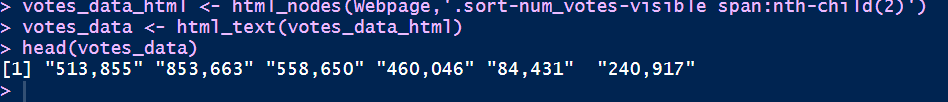 > votes_data_html <- html_nodes(Webpage,'.sort-num_votes-visible span:nth-child(2)')
> votes_data <- html_text(votes_data_html)
> head(votes_data)
[1] "513,855" "853,663" "558,650" "460,046" "84,431"  "240,917"
>